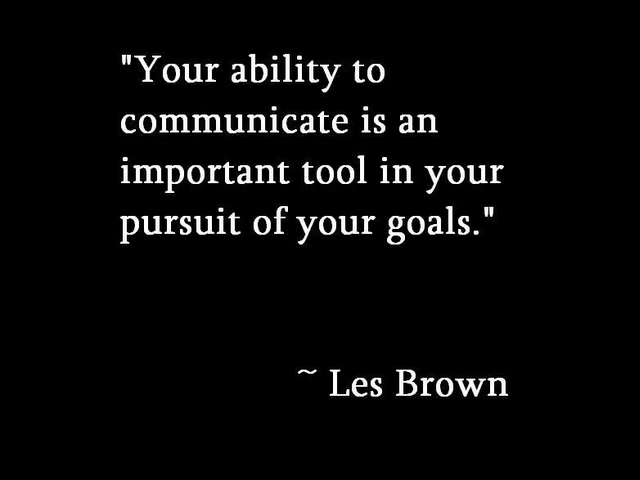 "Your ability to
communicate is an
important tool in your
pursuit of your goals."
~ Les Brown